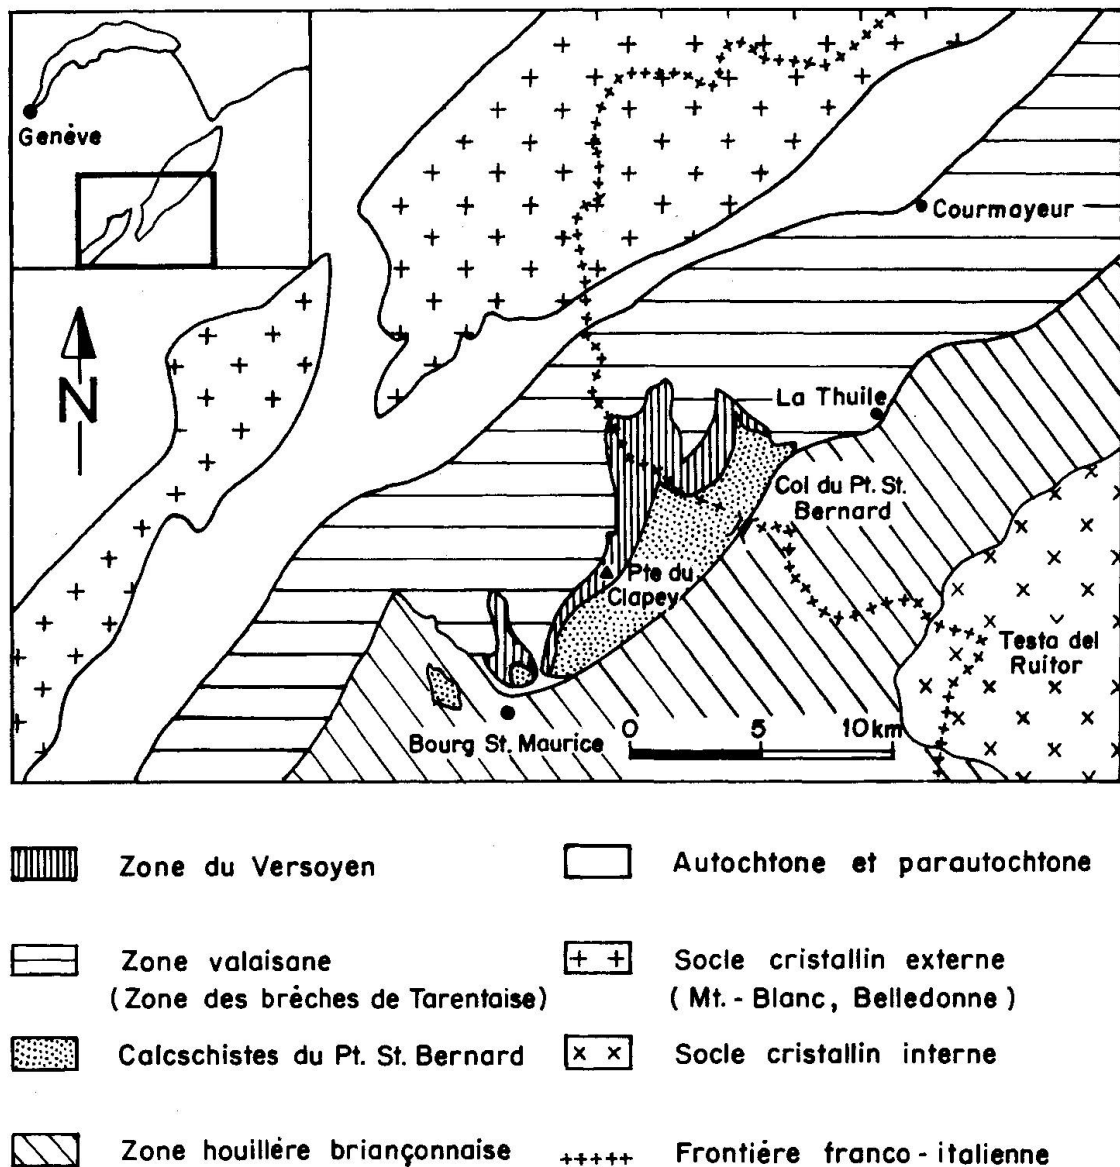 Genève
N
Courmayeur
La Thuile
Col du Pt. St.
Bernard
Pte du
Clapey
Testa del
Ruitor
Bourg St. Maurice
0 5 10 km
Zone du Versoyen
Autochtone et parautochtone
Zone valaisane
(Zone des brèches de Tarentaise)
Socle cristallin externe
(Mt.-Blanc, Belledonne)
Calcschistes du Pt. St. Bernard
Socle cristallin interne
Zone houillère briançonnaise
Frontière franco-italienne